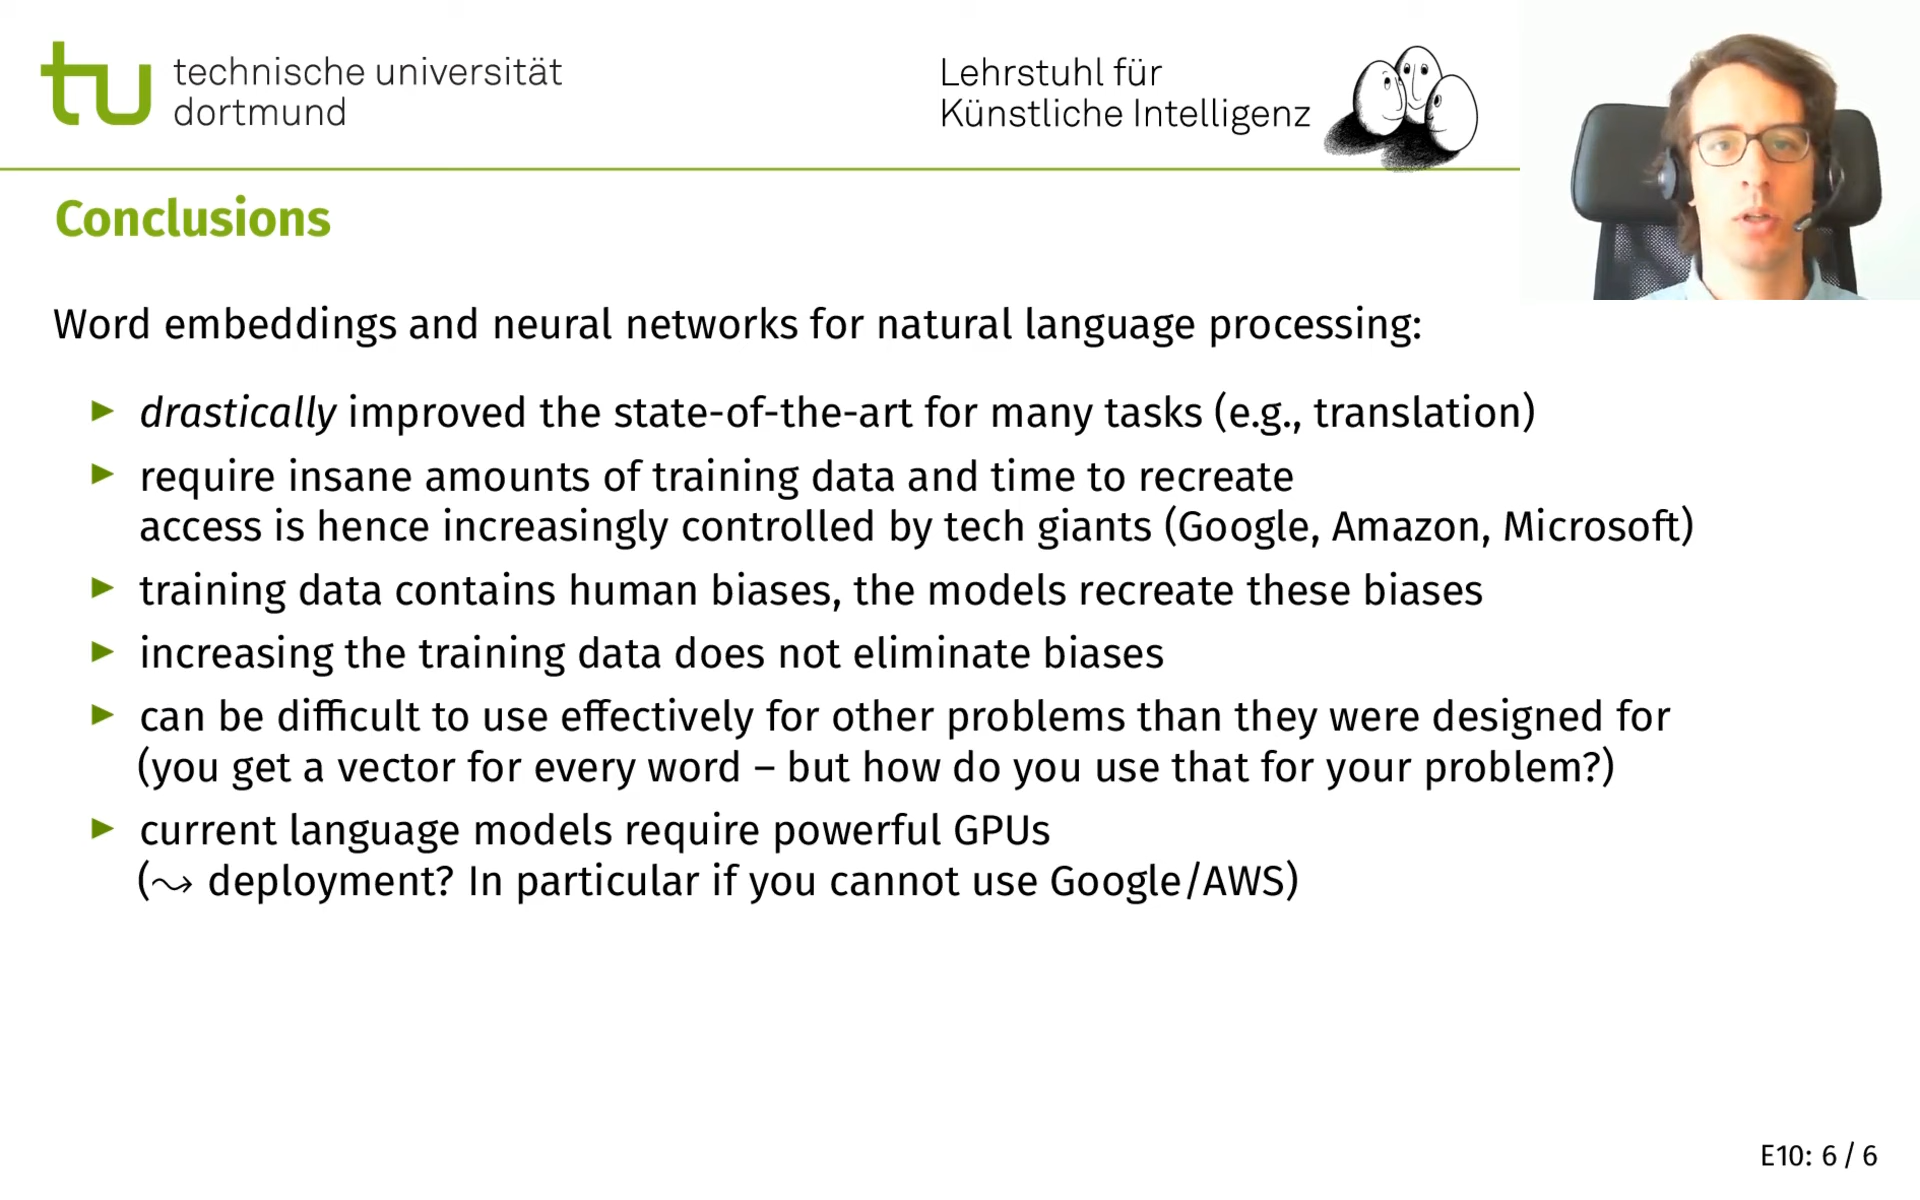 technische universität
dortmund
Lehrstuhl für
Künstliche Intelligenz
Conclusions
Word embeddings and neural networks for natural language processing:
▶ drastically improved the state-of-the-art for many tasks (e.g., translation)
▶ require insane amounts of training data and time to recreate
access is hence increasingly controlled by tech giants (Google, Amazon, Microsoft)
▶ training data contains human biases, the models recreate these biases
▶ increasing the training data does not eliminate biases
▶ can be difficult to use effectively for other problems than they were designed for
(you get a vector for every word – but how do you use that for your problem?)
▶ current language models require powerful GPUs
(⤳ deployment? In particular if you cannot use Google/AWS)
E10: 6 / 6